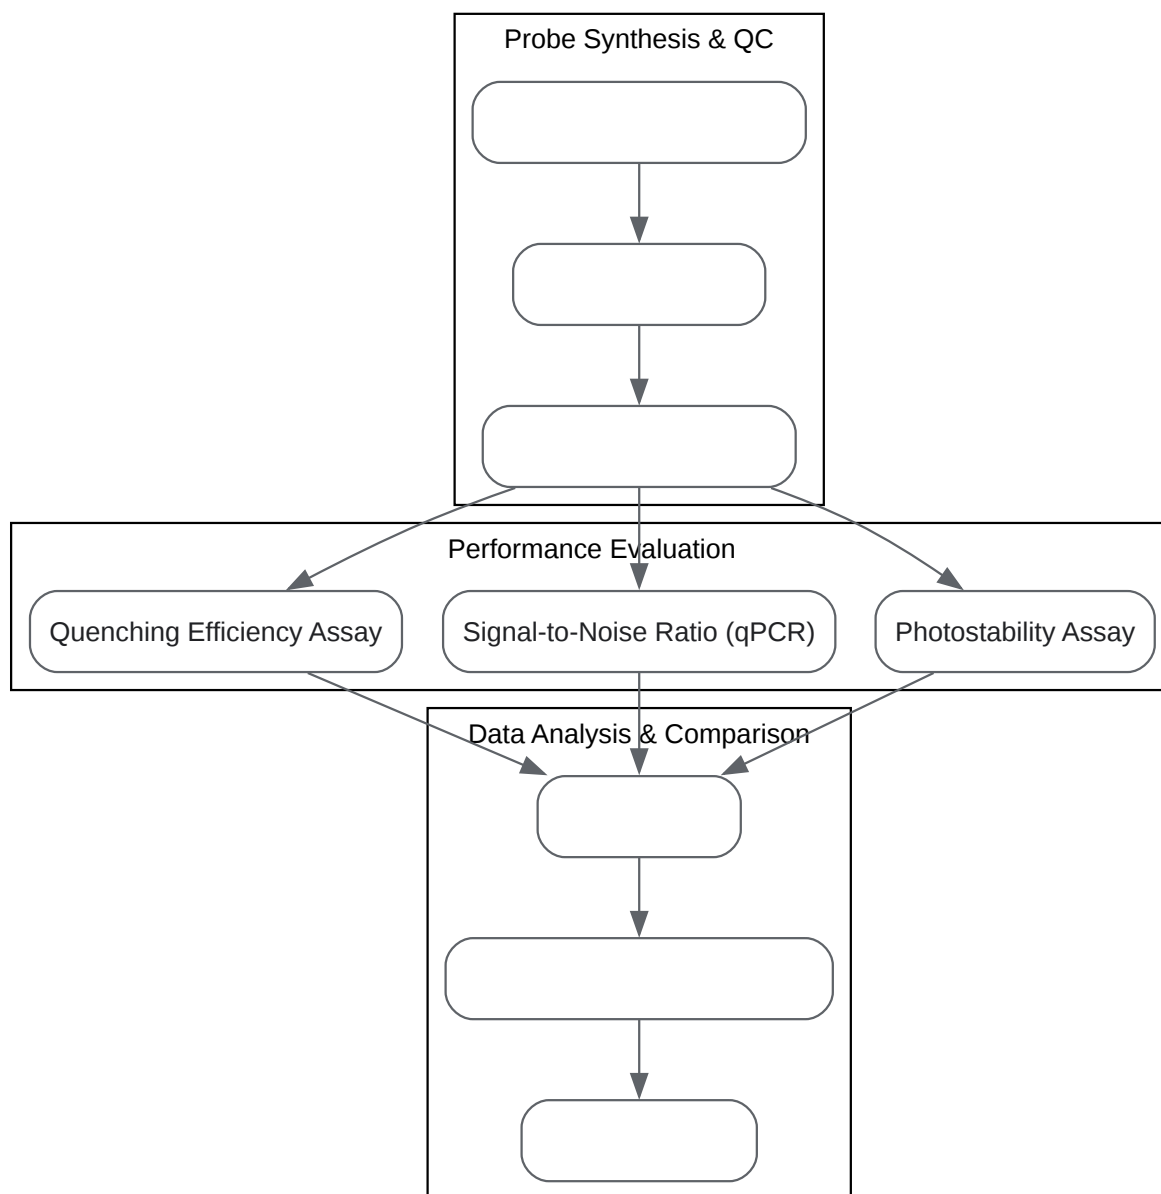 Probe Synthesis & QC
Performance Evaluation
Quenching Efficiency Assay
Signal-to-Noise Ratio (qPCR)
Photostability Assay
Data Analysis & Comparison